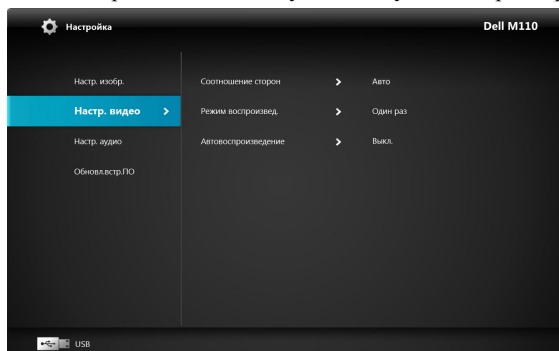 Настройка
Dell M110
Настр. изобр.
Соотношение сторон
Авто
Настр. видео
Режим воспроизвед.
Один раз
Настр. аудио
Автовоспроизведение
Выкл.
Обновл.встр.ПО
USB